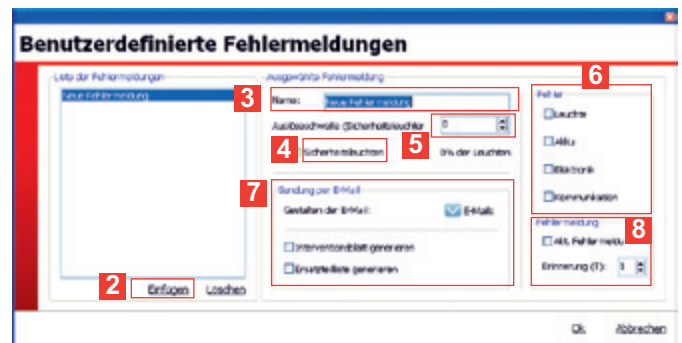 Benutzerdefinierte Fehlermeldungen
Liste der Fehlermeldungen
Neue Fehlermeldung
2
Einfügen Löschen
Ausgewählte Fehlermeldung
3
Name: Neue Fehlermeldung
Auslöseschwelle (Sicherheitsleuchten 0
4 5
Sicherheitsleuchten 0% der Leuchten
7
Sendung per E-Mail
Gestalten der E-Mail: E-Mails
Interventionsblatt generieren
Ersatzteilliste generieren
6
Fehler
Leuchte
Akku
Elektronik
Kommunikation
8
Fehlermeldung
Akt. Fehlermeldu
Erinnerung (T): 1
Ok Abbrechen